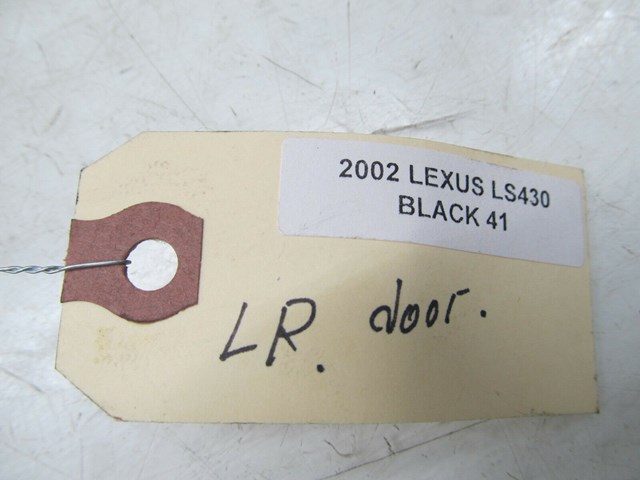 2002 LEXUS LS430
BLACK 41
LR. door.